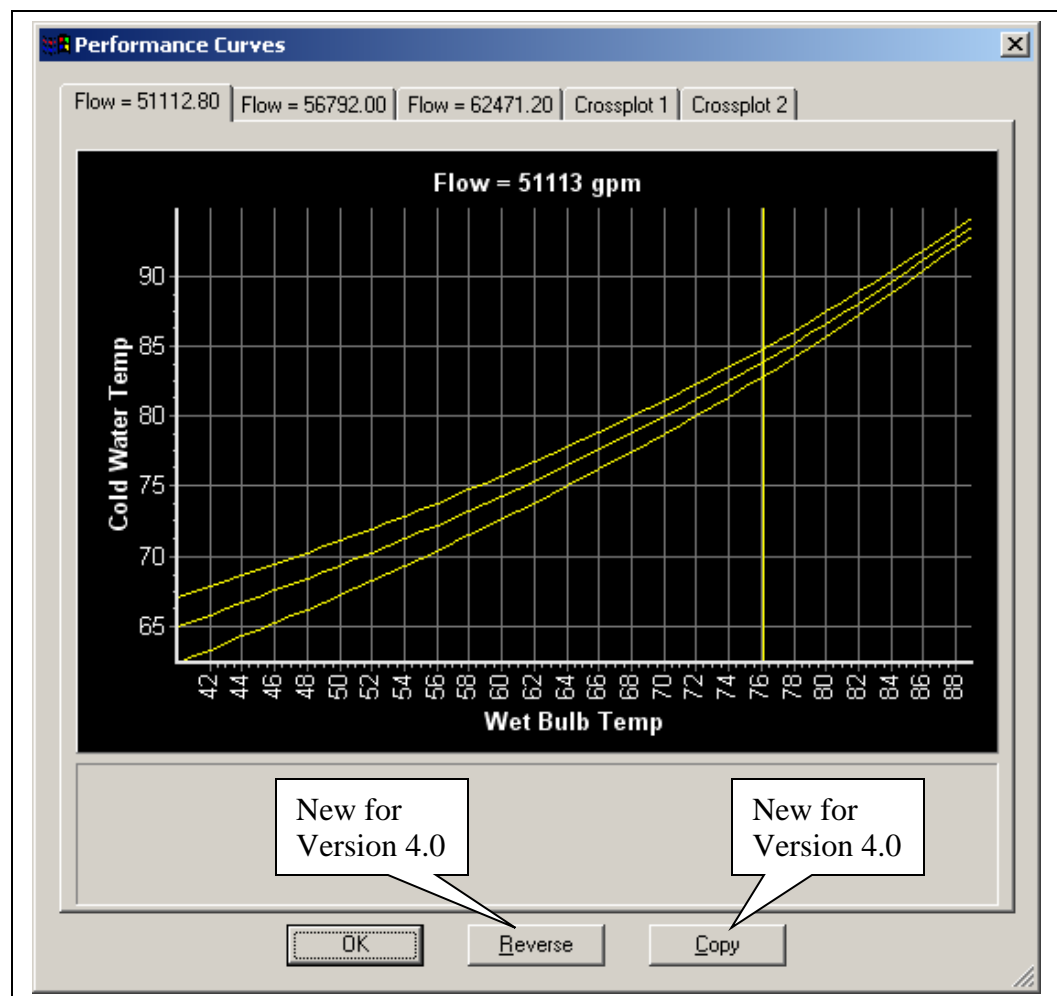 Performance Curves
Flow = 51112.80 Flow = 56792.00 Flow = 62471.20 Crossplot 1 Crossplot 2
Flow = 51113 gpm
Cold Water Temp
90
85
80
75
70
65
42 44 46 48 50 52 54 56 58 60 62 64 66 68 70 72 74 76 78 80 82 84 86 88
Wet Bulb Temp
New for
Version 4.0
New for
Version 4.0
OK Reverse Copy